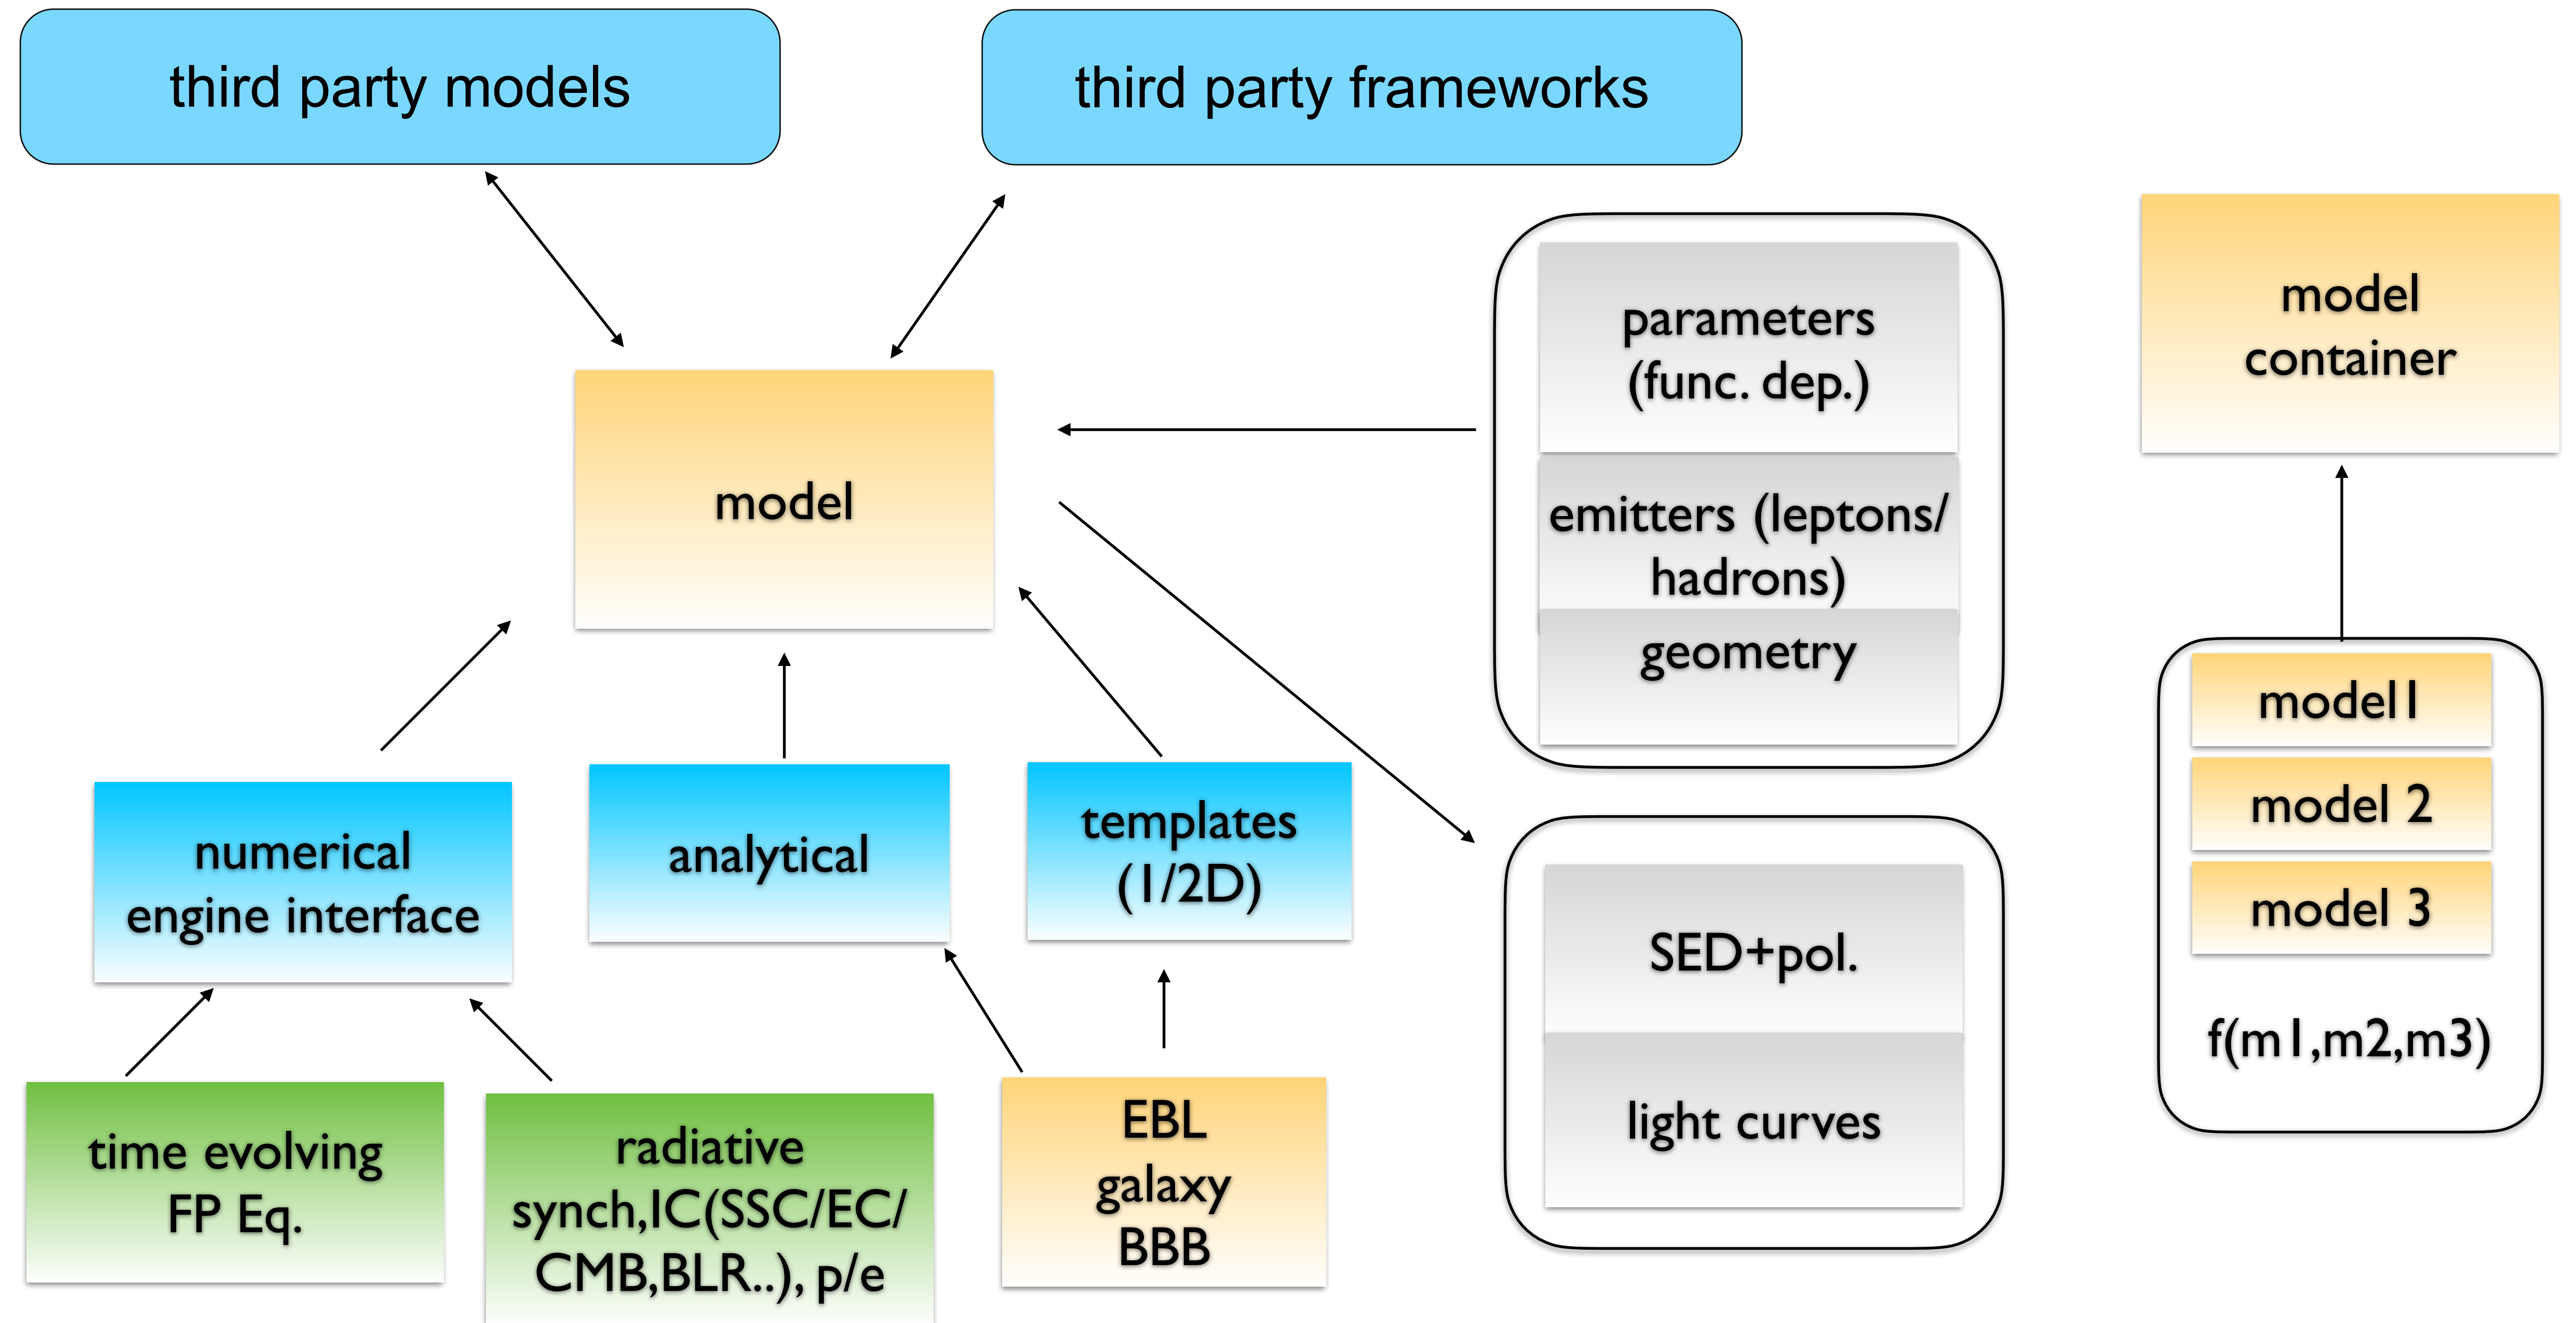 third party models
third party frameworks
model
parameters
(func. dep.)
emitters (leptons/
hadrons)
geometry
model
container
model1
model 2
model 3
f(m1,m2,m3)
numerical
engine interface
analytical
templates
(1/2D)
SED+pol.
light curves
time evolving
FP Eq.
radiative
synch,IC(SSC/EC/
CMB,BLR..), p/e
EBL
galaxy
BBB